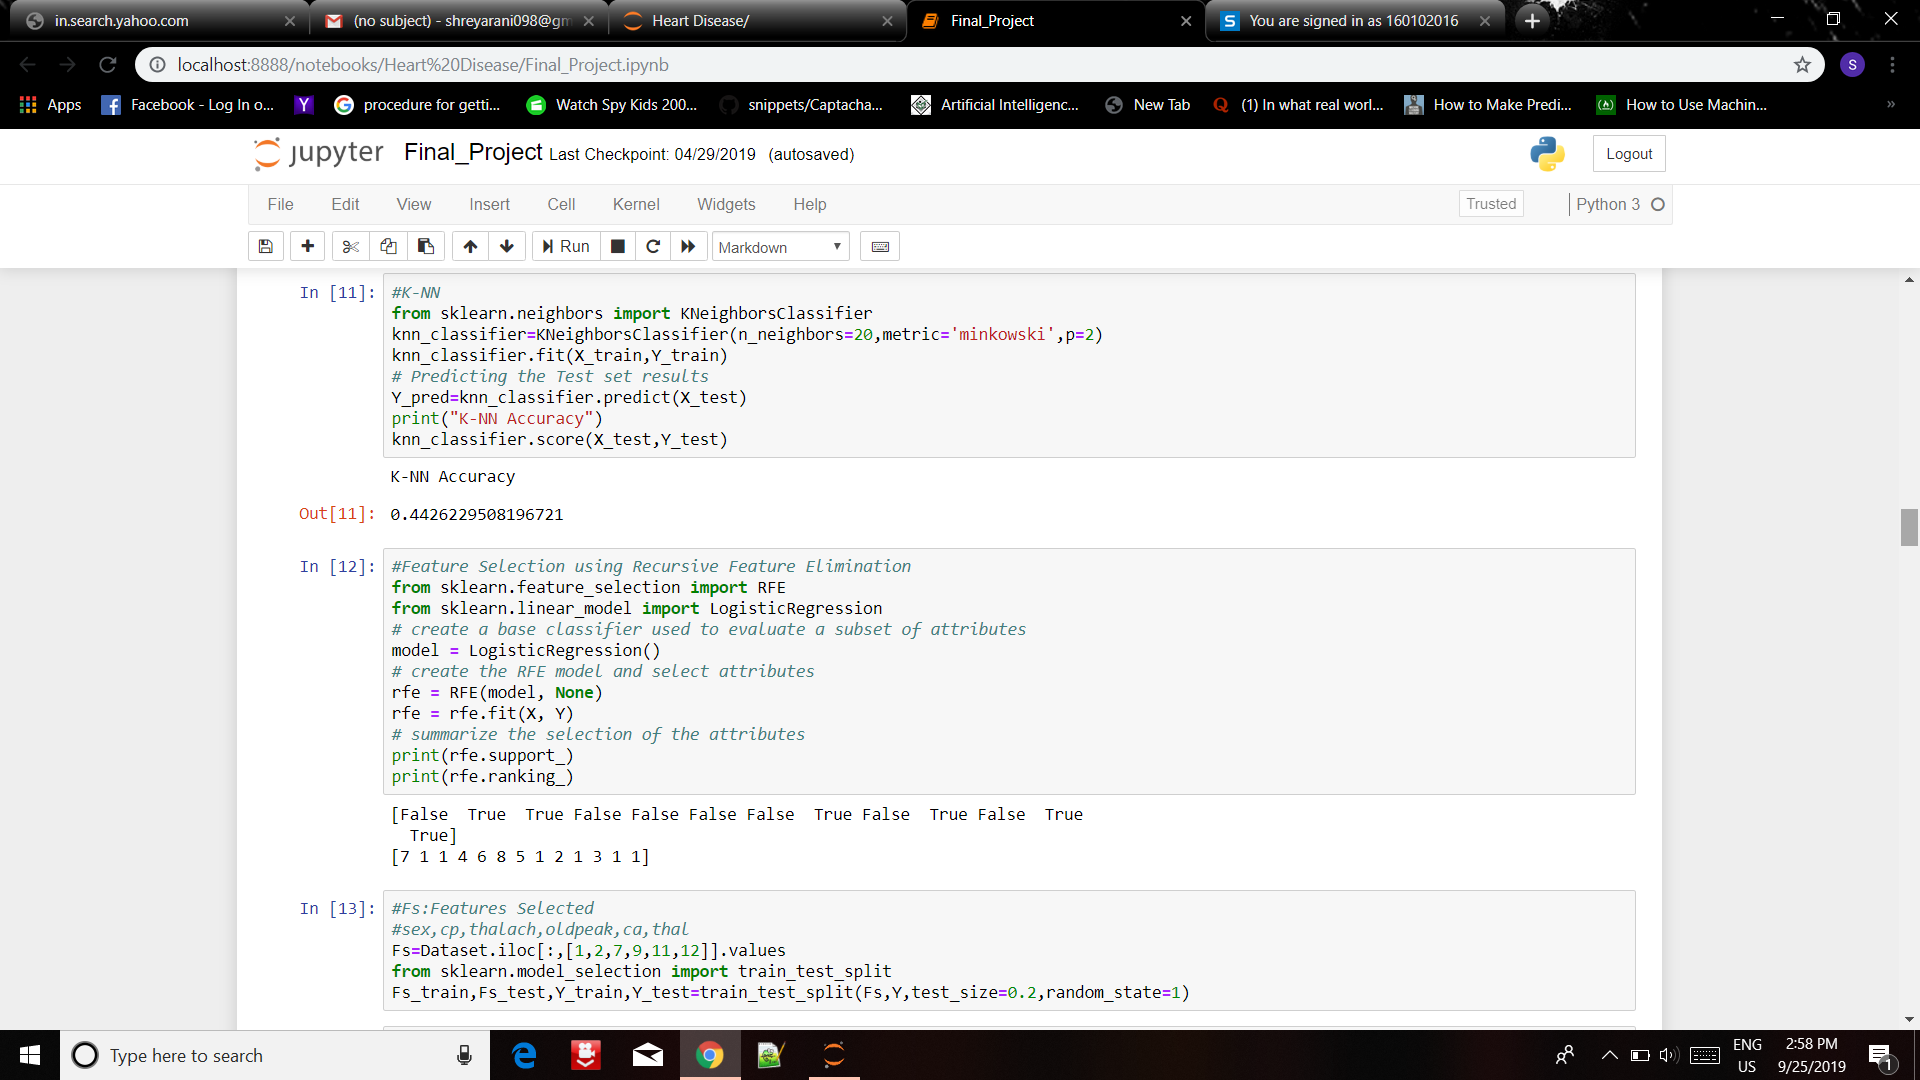 in.search.yahoo.com
(no subject) - shreyarani098@gm
Heart Disease/
Final_Project
You are signed in as 160102016
localhost:8888/notebooks/Heart%20Disease/Final_Project.ipynb
S
Apps
Facebook - Log In o...
procedure for getti...
Watch Spy Kids 200...
snippets/Captacha...
Artificial Intelligenc...
New Tab
(1) In what real worl...
How to Make Predi...
How to Use Machin...
»
jupyter Final_Project Last Checkpoint: 04/29/2019 (autosaved)
Logout
File Edit View Insert Cell Kernel Widgets Help
Trusted
Python 3
Run
Markdown
In [11]:
#K-NN
from sklearn.neighbors import KNeighborsClassifier
knn_classifier=KNeighborsClassifier(n_neighbors=20,metric='minkowski',p=2)
knn_classifier.fit(X_train,Y_train)
# Predicting the Test set results
Y_pred=knn_classifier.predict(X_test)
print("K-NN Accuracy")
knn_classifier.score(X_test,Y_test)
K-NN Accuracy
Out[11]: 0.4426229508196721
In [12]:
#Feature Selection using Recursive Feature Elimination
from sklearn.feature_selection import RFE
from sklearn.linear_model import LogisticRegression
# create a base classifier used to evaluate a subset of attributes
model = LogisticRegression()
# create the RFE model and select attributes
rfe = RFE(model, None)
rfe = rfe.fit(X, Y)
# summarize the selection of the attributes
print(rfe.support_)
print(rfe.ranking_)
[False  True  True False False False False  True False  True False  True
  True]
[7 1 1 4 6 8 5 1 2 1 3 1 1]
In [13]:
#Fs:Features Selected
#sex,cp,thalach,oldpeak,ca,thal
Fs=Dataset.iloc[:,[1,2,7,9,11,12]].values
from sklearn.model_selection import train_test_split
Fs_train,Fs_test,Y_train,Y_test=train_test_split(Fs,Y,test_size=0.2,random_state=1)
Type here to search
ENG
US
2:58 PM
9/25/2019
1